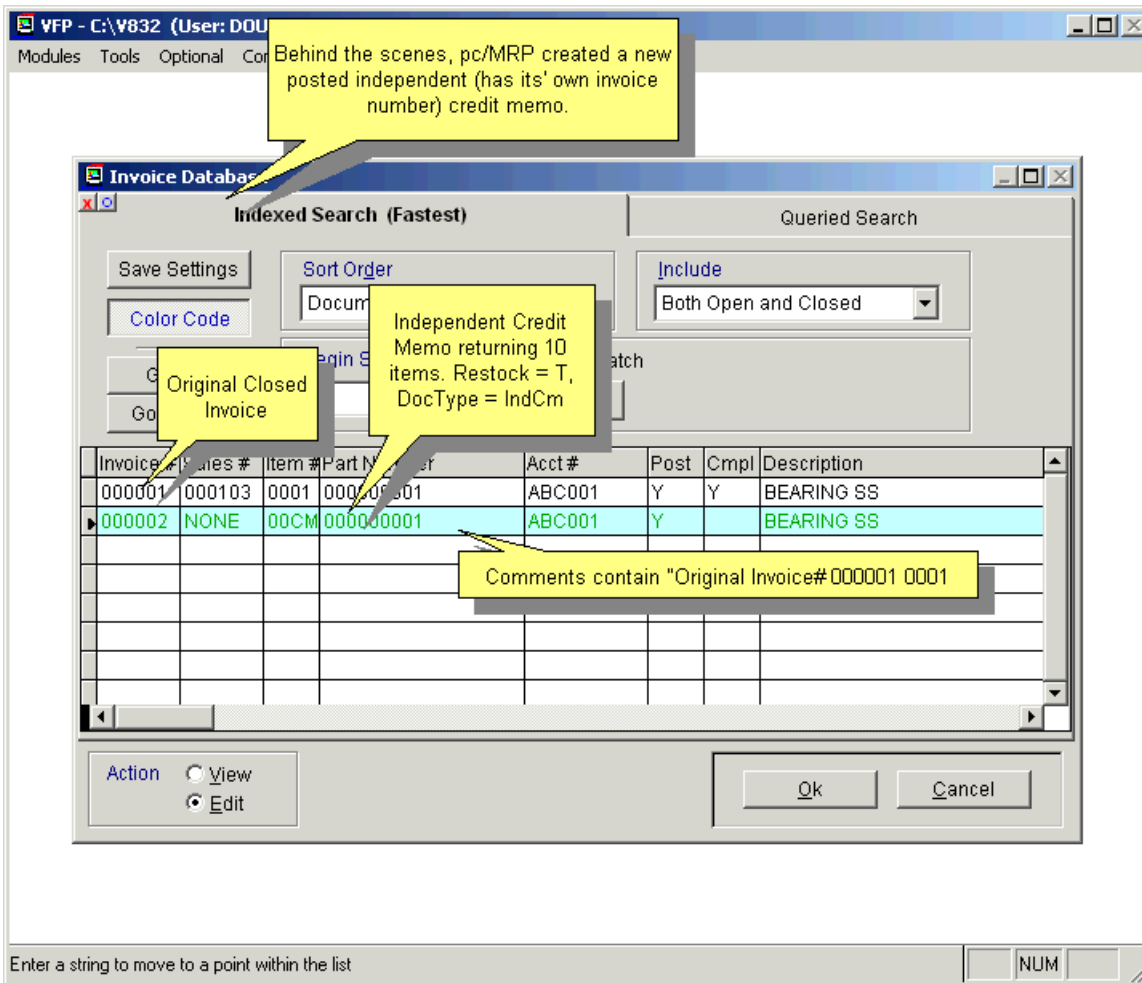 VFP - C:\V832 (User: DOU
Modules Tools Optional Cor
Behind the scenes, pc/MRP created a new
posted independent (has its' own invoice
number) credit memo.
Invoice Databas
x o
Indexed Search (Fastest)
Queried Search
Save Settings
Sort Order
Include
Color Code
Docum
Both Open and Closed
Independent Credit
Memo returning 10
items. Restock = T,
DocType = IndCm
Original Closed
Invoice
egin S
atch
G
Go
Invoice # Sales # Item # Part Number Acct # Post Cmpl Description
000001 000103 0001 000000001 ABC001 Y Y BEARING SS
000002 NONE 00CM 000000001 ABC001 Y BEARING SS
Comments contain "Original Invoice# 000001 0001
Action View
Edit
Ok
Cancel
Enter a string to move to a point within the list
NUM